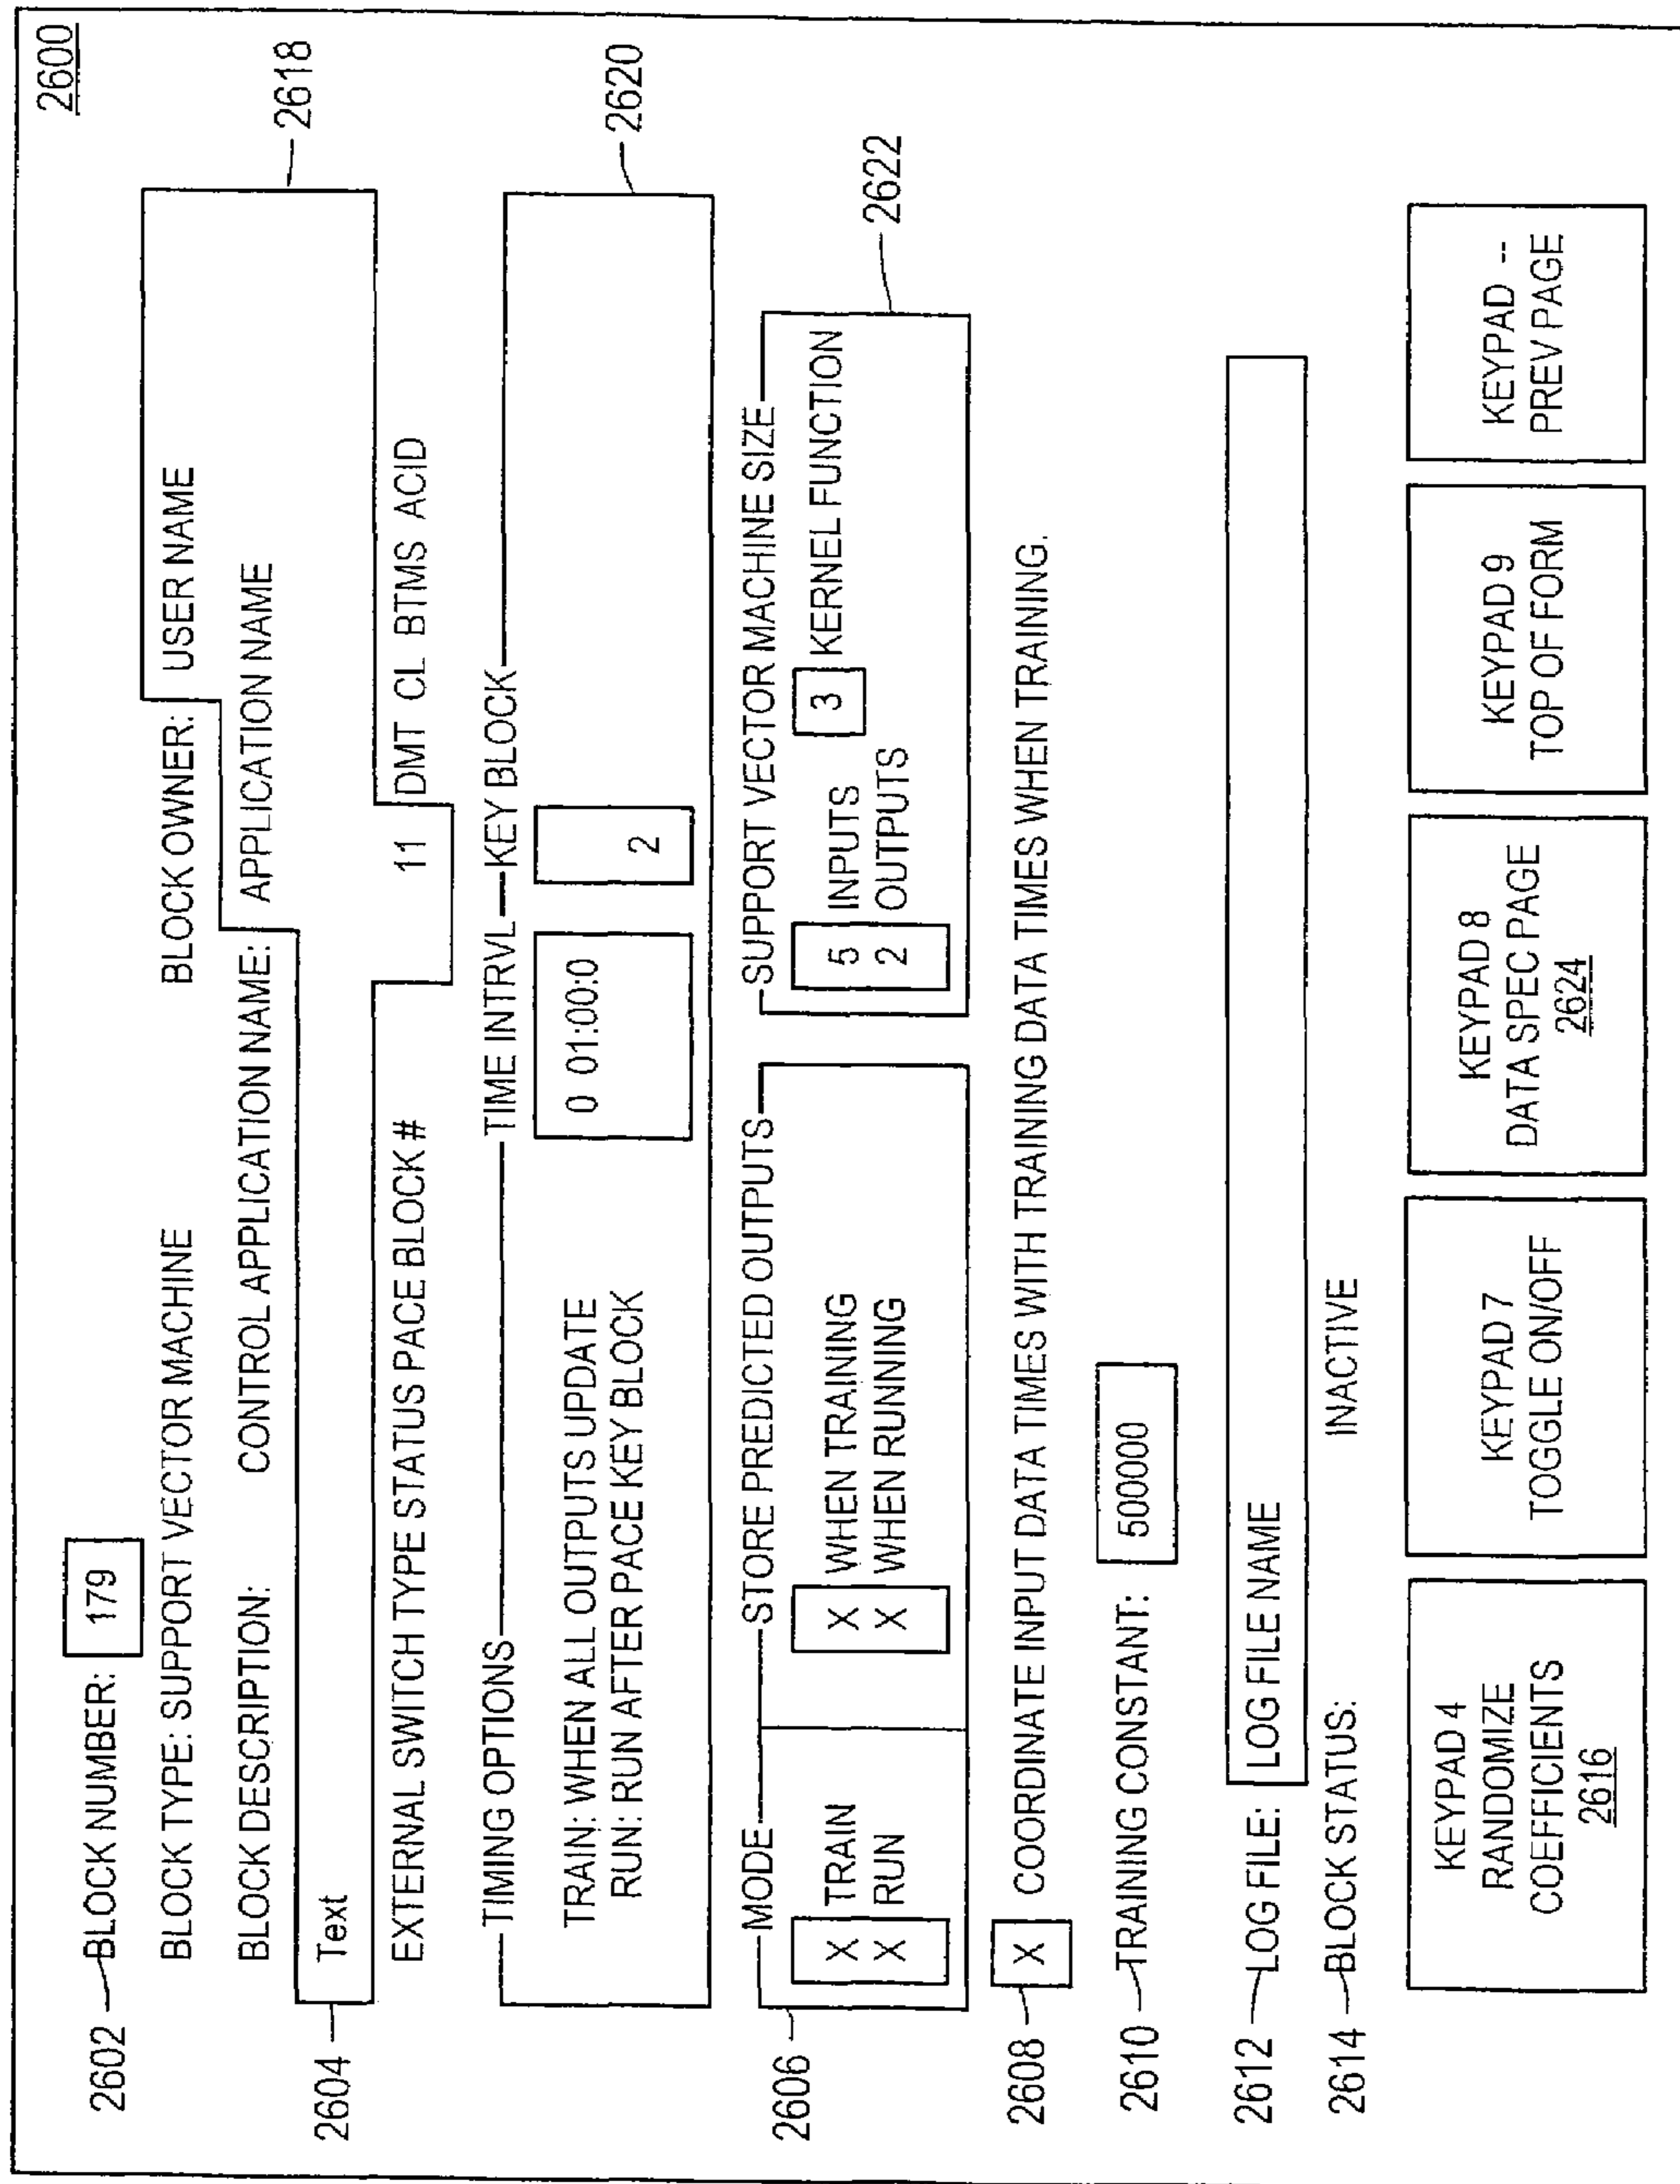 2600
2602 BLOCK NUMBER: 179
BLOCK TYPE: SUPPORT VECTOR MACHINE BLOCK OWNER: USER NAME
BLOCK DESCRIPTION: CONTROL APPLICATION NAME: APPLICATION NAME
2604 Text 2618
EXTERNAL SWITCH TYPE STATUS PACE BLOCK # 11 DMT CL BTMS ACID
TIMING OPTIONS TIME INTRVL KEY BLOCK
TRAIN: WHEN ALL OUTPUTS UPDATE 0 01:00:0
RUN: RUN AFTER PACE KEY BLOCK 2
2620
MODE STORE PREDICTED OUTPUTS SUPPORT VECTOR MACHINE SIZE
2606 X TRAIN X WHEN TRAINING 5 INPUTS 3 KERNEL FUNCTION
X RUN X WHEN RUNNING 2 OUTPUTS
2622
2608 X COORDINATE INPUT DATA TIMES WITH TRAINING DATA TIMES WHEN TRAINING.
2610 TRAINING CONSTANT: 500000
2612 LOG FILE: LOG FILE NAME
2614 BLOCK STATUS: INACTIVE
KEYPAD 4
RANDOMIZE
COEFFICIENTS
2616
KEYPAD 7
TOGGLE ON/OFF
KEYPAD 8
DATA SPEC PAGE
2624
KEYPAD 9
TOP OF FORM
KEYPAD --
PREV PAGE